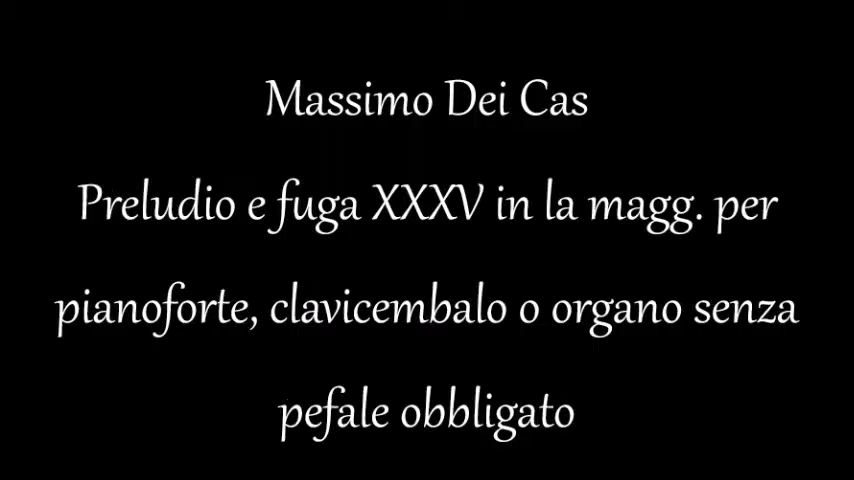 Massimo Dei Cas
Preludio e fuga XXXV in la magg. per
pianoforte, clavicembalo o organo senza
pefale obbligato